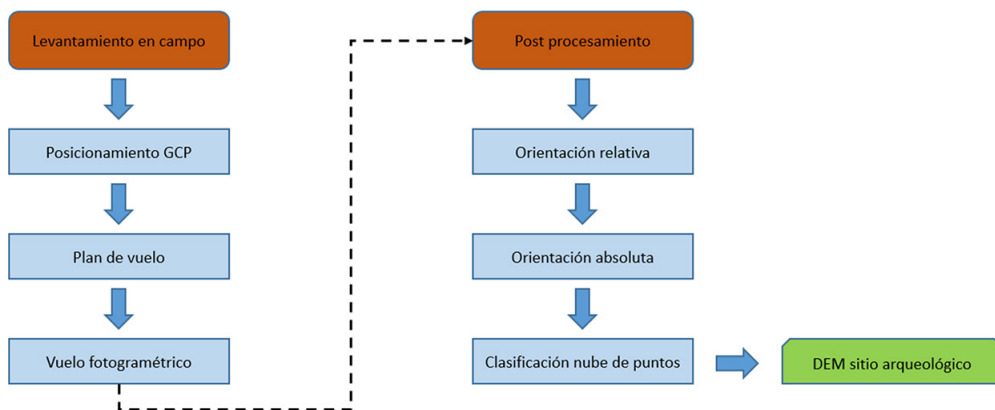 Levantamiento en campo
Posicionamiento GCP
Plan de vuelo
Vuelo fotogramétrico
Post procesamiento
Orientación relativa
Orientación absoluta
Clasificación nube de puntos
DEM sitio arqueológico